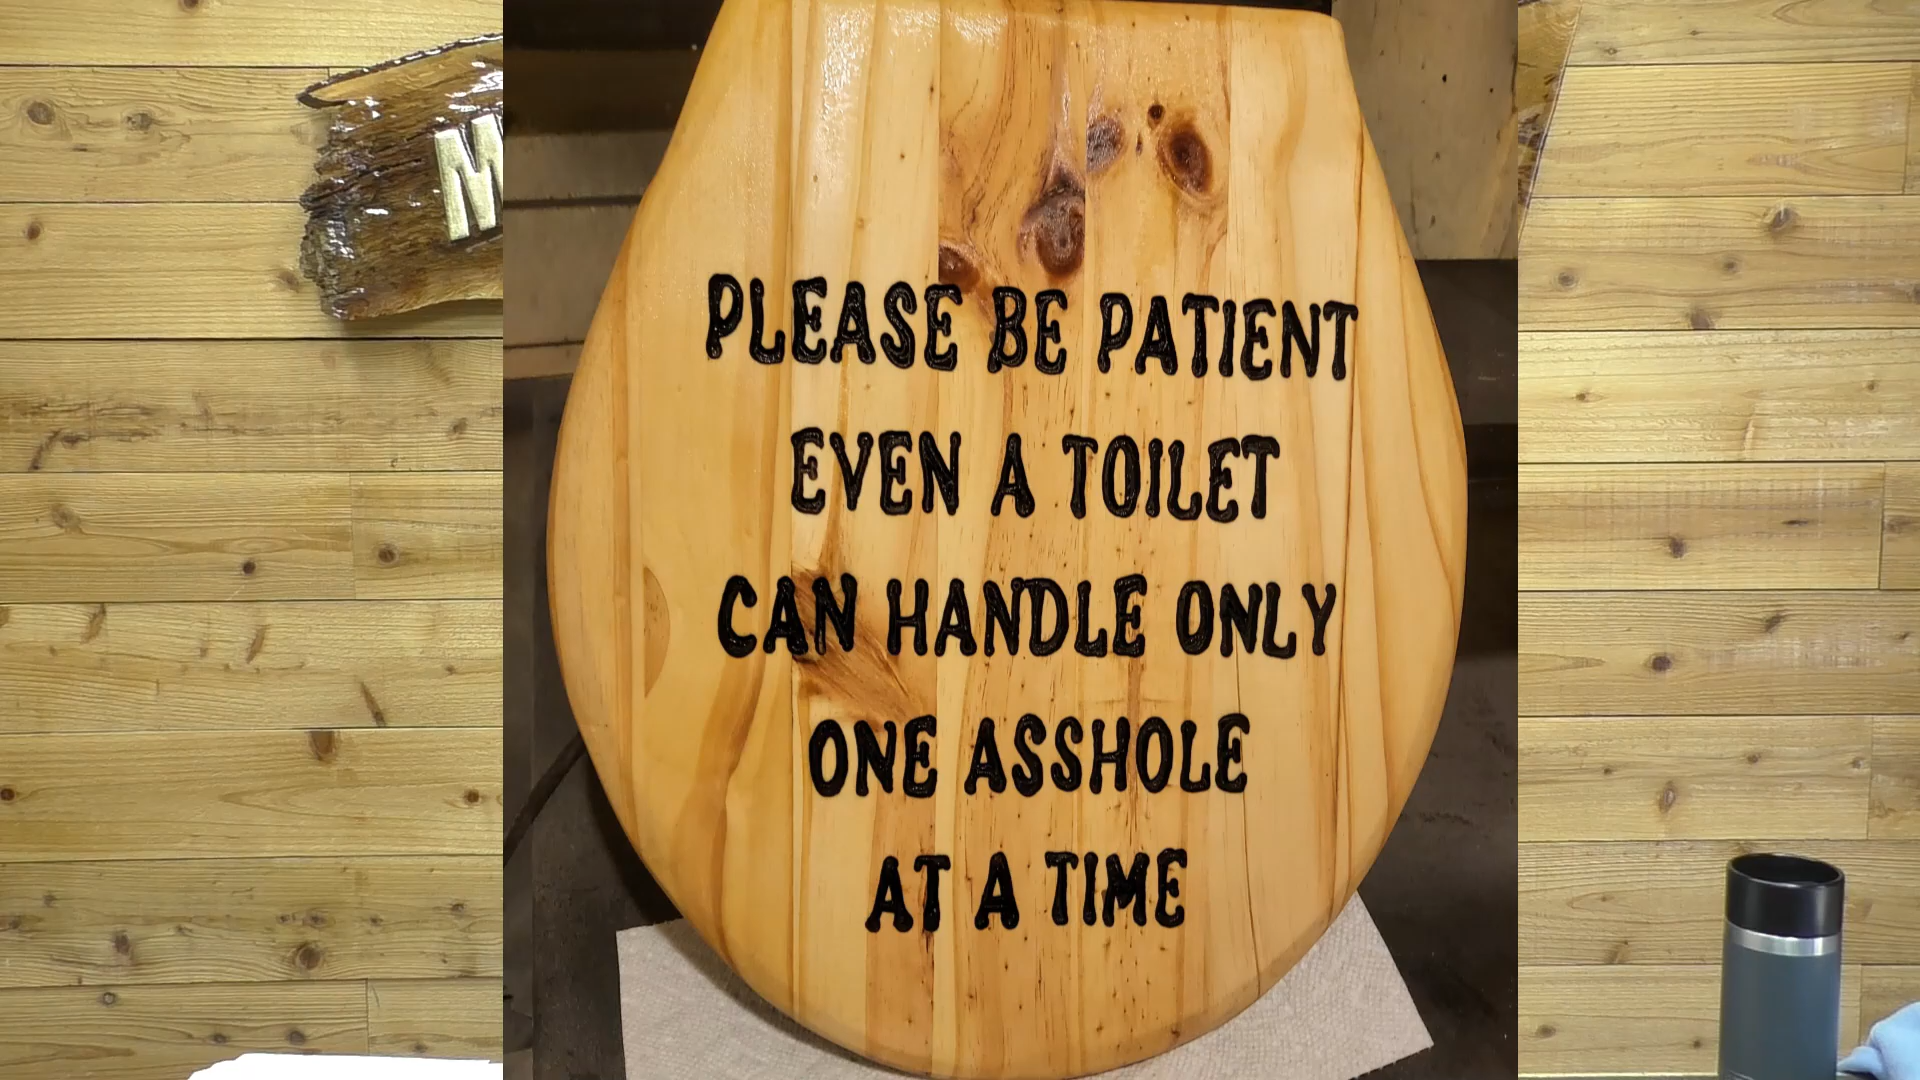 PLEASE BE PATIENT
EVEN A TOILET
CAN HANDLE ONLY
ONE ASSHOLE
AT A TIME